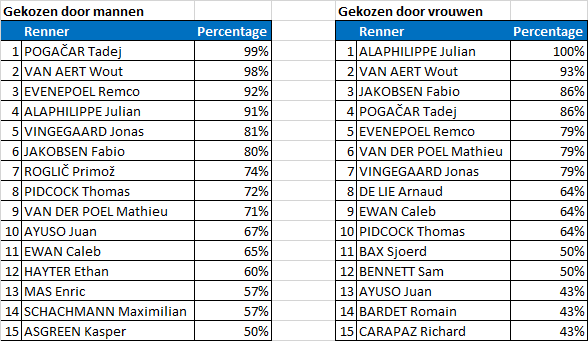 Gekozen door mannen
Renner Percentage
1 POGAČAR Tadej 99%
2 VAN AERT Wout 98%
3 EVENEPOEL Remco 92%
4 ALAPHILIPPE Julian 91%
5 VINGEGAARD Jonas 81%
6 JAKOBSEN Fabio 80%
7 ROGLIČ Primož 74%
8 PIDCOCK Thomas 72%
9 VAN DER POEL Mathieu 71%
10 AYUSO Juan 67%
11 EWAN Caleb 65%
12 HAYTER Ethan 60%
13 MAS Enric 57%
14 SCHACHMANN Maximilian 57%
15 ASGREEN Kasper 50%
Gekozen door vrouwen
Renner Percentage
1 ALAPHILIPPE Julian 100%
2 VAN AERT Wout 93%
3 JAKOBSEN Fabio 86%
4 POGAČAR Tadej 86%
5 EVENEPOEL Remco 79%
6 VAN DER POEL Mathieu 79%
7 VINGEGAARD Jonas 79%
8 DE LIE Arnaud 64%
9 EWAN Caleb 64%
10 PIDCOCK Thomas 64%
11 BAX Sjoerd 50%
12 BENNETT Sam 50%
13 AYUSO Juan 43%
14 BARDET Romain 43%
15 CARAPAZ Richard 43%